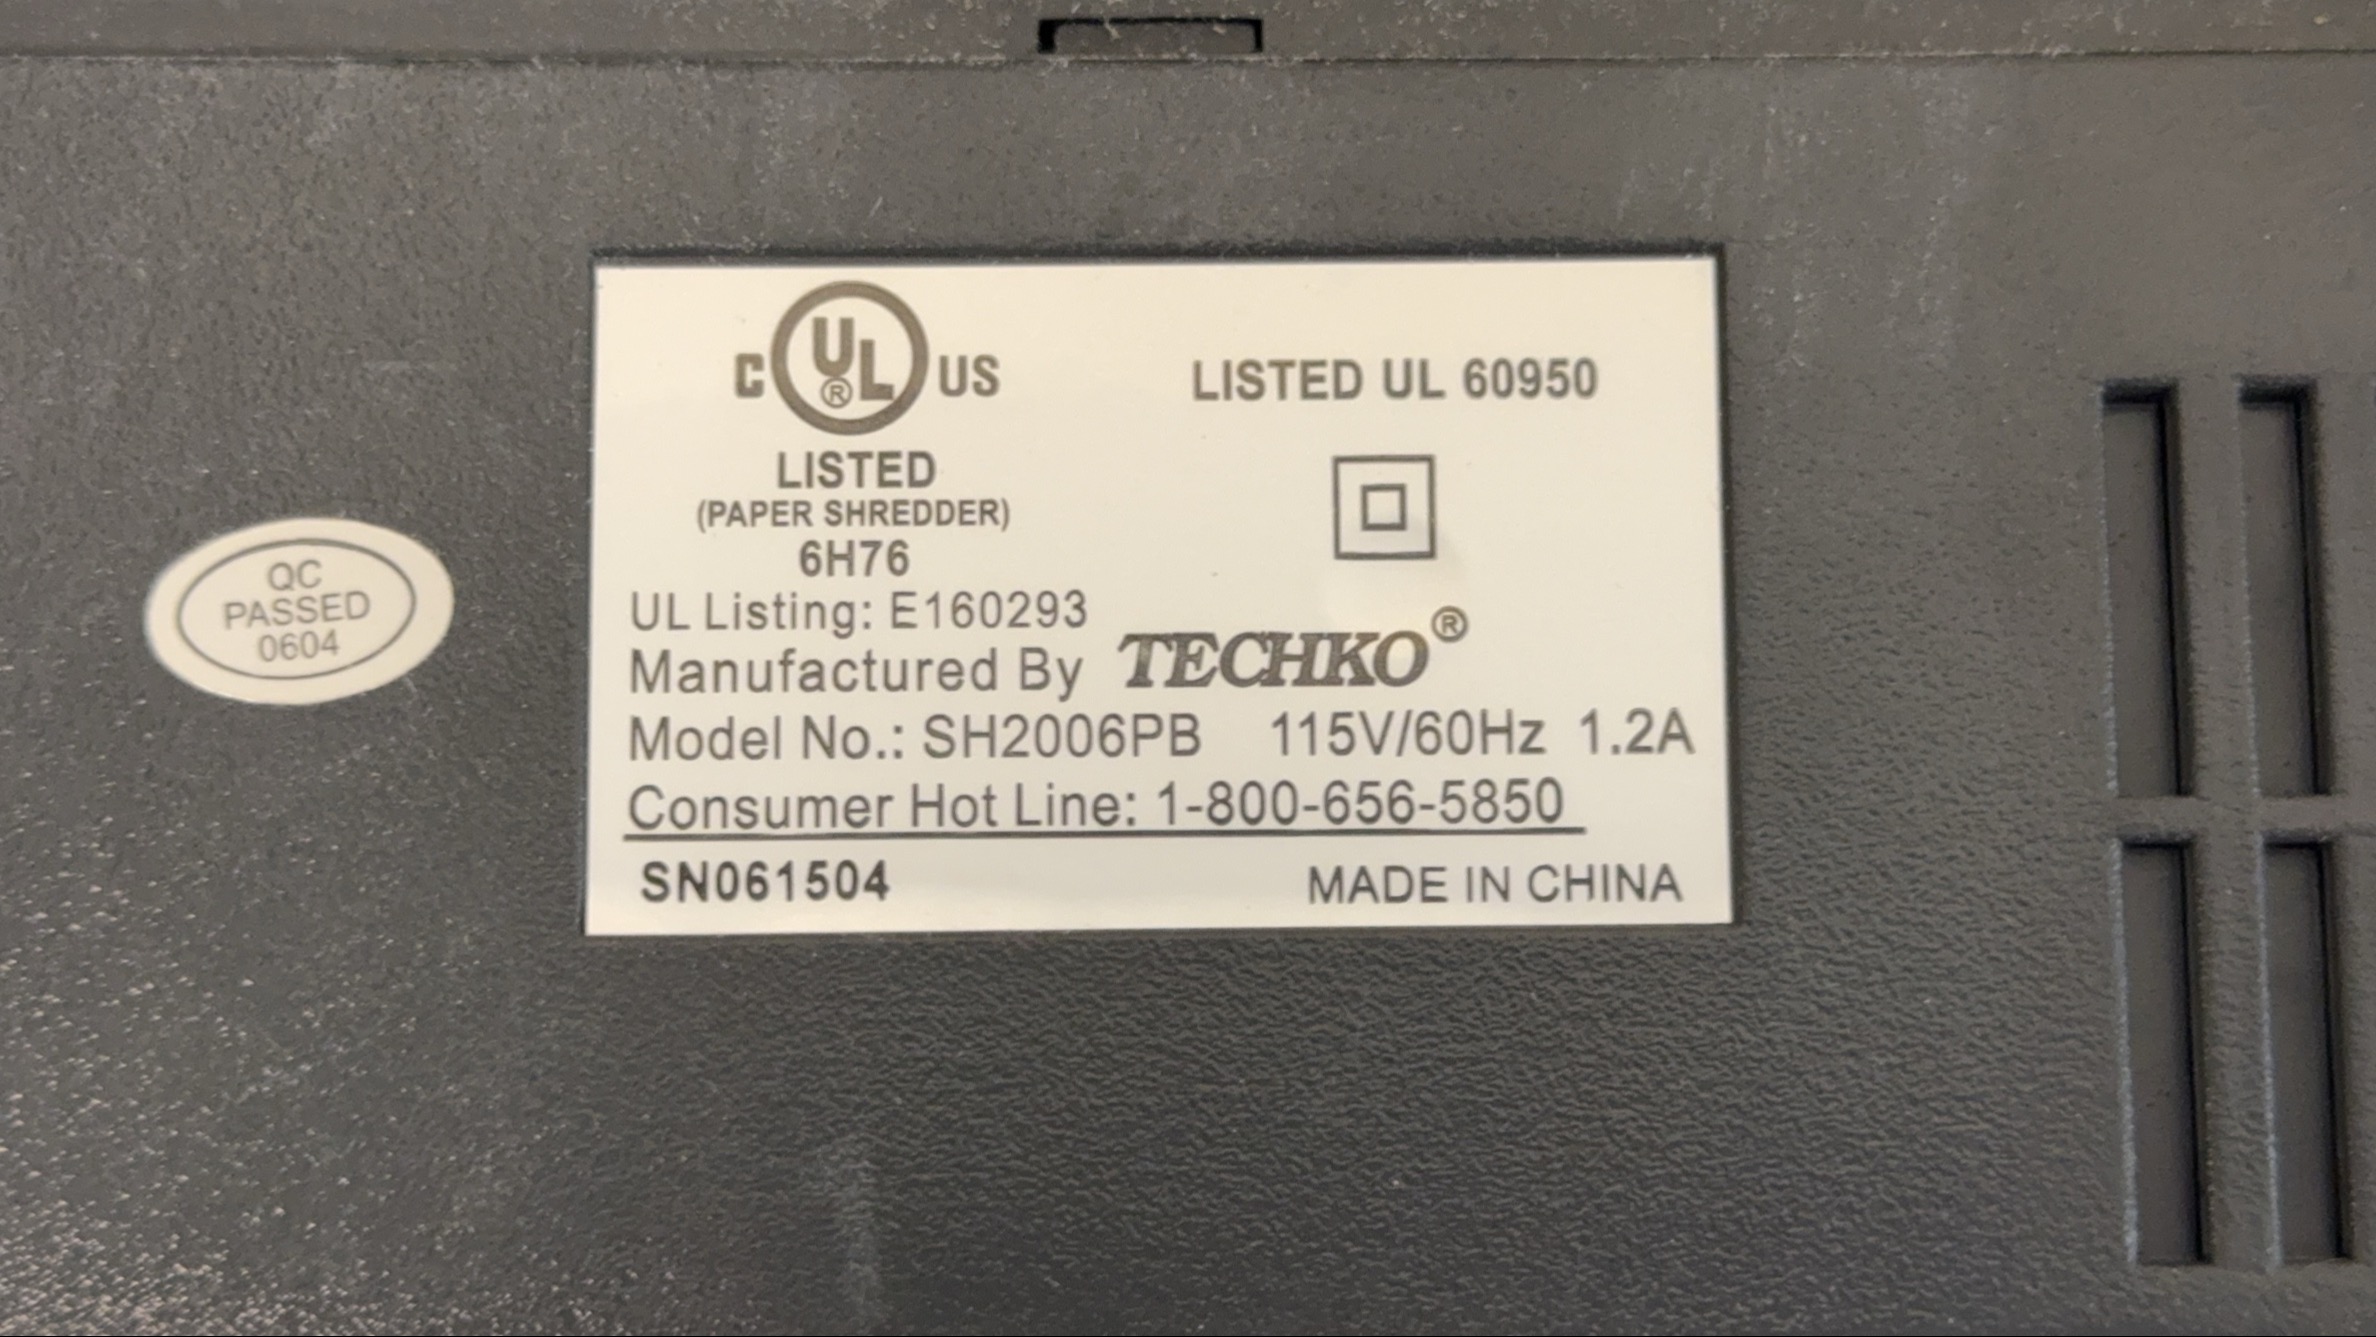 QC
PASSED
0604
C UL® US
LISTED
(PAPER SHREDDER)
6H76
LISTED UL 60950
UL Listing: E160293
Manufactured By TECHKO®
Model No.: SH2006PB 115V/60Hz 1.2A
Consumer Hot Line: 1-800-656-5850
SN061504 MADE IN CHINA